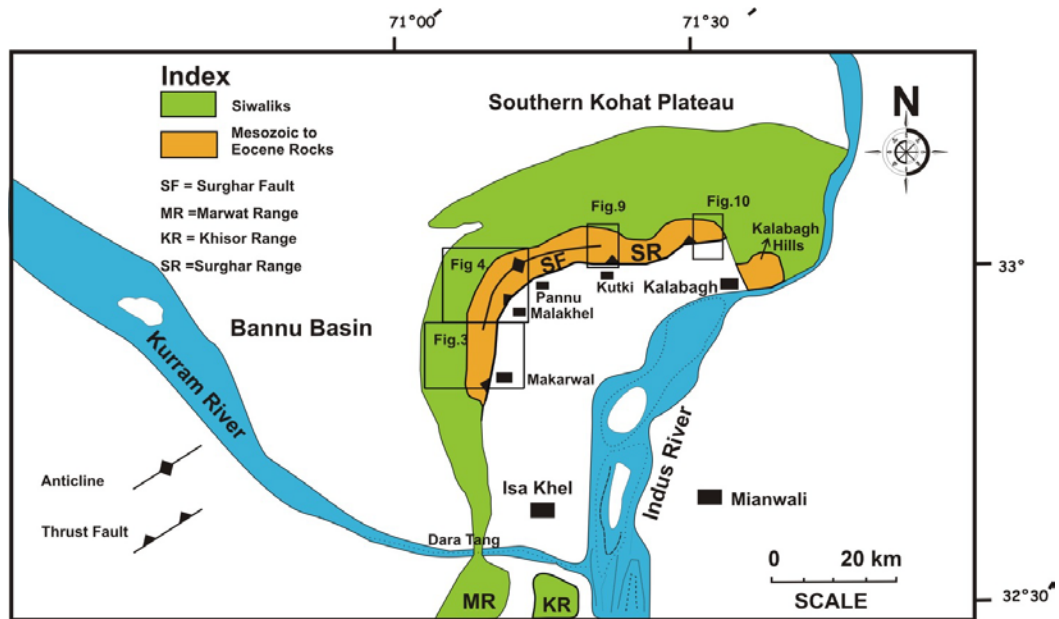 71°00
71°30
Index
Siwaliks
Mesozoic to
Eocene Rocks
SF = Surghar Fault
MR =Marwat Range
KR = Khisor Range
SR =Surghar Range
Southern Kohat Plateau
N
Fig.9
Fig.10
Kalabagh
Hills
33°
Fig 4.
SF
SR
Pannu
Malakhel
Kutki
Kalabagh
Bannu Basin
Fig.3
Makarwal
Kurram River
Indus River
Anticline
Thrust Fault
Isa Khel
Mianwali
Dara Tang
0 20 km
SCALE
MR
KR
32°30